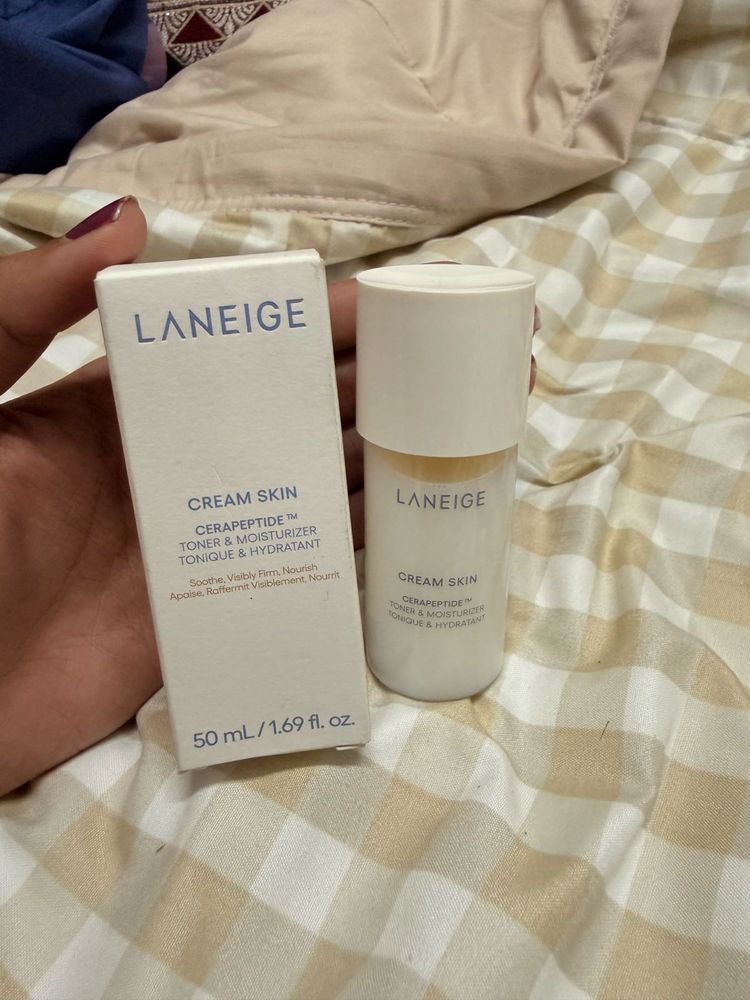 LANEIGE
CREAM SKIN
CERAPEPTIDE™
TONER & MOISTURIZER
TONIQUE & HYDRATANT
Soothe, Visibly Firm, Nourish
Apaise, Raffermit Visiblement, Nourrit
50 mL / 1.69 fl. oz.
LANEIGE
CREAM SKIN
CERAPEPTIDE™
TONER & MOISTURIZER
TONIQUE & HYDRATANT